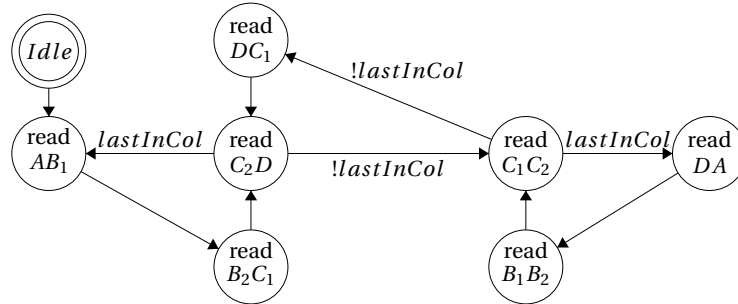 Idle
read
DC₁
!lastInCol
read
AB₁
lastInCol
read
C₂D
!lastInCol
read
C₁C₂
lastInCol
read
DA
read
B₂C₁
read
B₁B₂